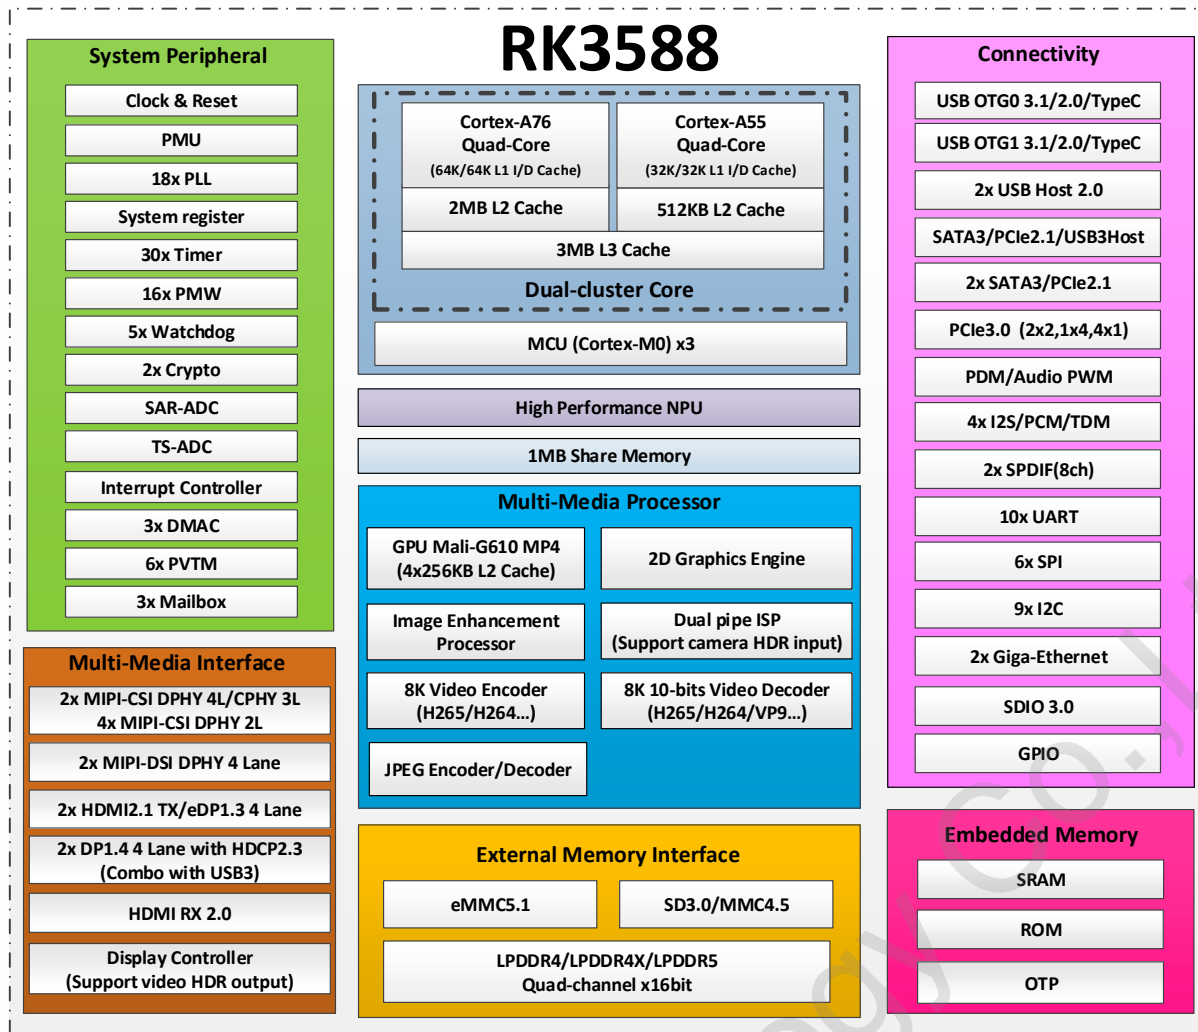 RK3588
System Peripheral
Clock & Reset
PMU
18x PLL
System register
30x Timer
16x PMW
5x Watchdog
2x Crypto
SAR-ADC
TS-ADC
Interrupt Controller
3x DMAC
6x PVTM
3x Mailbox
Multi-Media Interface
2x MIPI-CSI DPHY 4L/CPHY 3L
4x MIPI-CSI DPHY 2L
2x MIPI-DSI DPHY 4 Lane
2x HDMI2.1 TX/eDP1.3 4 Lane
2x DP1.4 4 Lane with HDCP2.3
(Combo with USB3)
HDMI RX 2.0
Display Controller
(Support video HDR output)
Cortex-A76
Quad-Core
(64K/64K L1 I/D Cache)
2MB L2 Cache
Cortex-A55
Quad-Core
(32K/32K L1 I/D Cache)
512KB L2 Cache
3MB L3 Cache
Dual-cluster Core
MCU (Cortex-M0) x3
High Performance NPU
1MB Share Memory
Multi-Media Processor
GPU Mali-G610 MP4
(4x256KB L2 Cache)
2D Graphics Engine
Image Enhancement
Processor
Dual pipe ISP
(Support camera HDR input)
8K Video Encoder
(H265/H264...)
8K 10-bits Video Decoder
(H265/H264/VP9...)
JPEG Encoder/Decoder
External Memory Interface
eMMC5.1
SD3.0/MMC4.5
LPDDR4/LPDDR4X/LPDDR5
Quad-channel x16bit
Connectivity
USB OTG0 3.1/2.0/TypeC
USB OTG1 3.1/2.0/TypeC
2x USB Host 2.0
SATA3/PCIe2.1/USB3Host
2x SATA3/PCIe2.1
PCIe3.0 (2x2,1x4,4x1)
PDM/Audio PWM
4x I2S/PCM/TDM
2x SPDIF(8ch)
10x UART
6x SPI
9x I2C
2x Giga-Ethernet
SDIO 3.0
GPIO
Embedded Memory
SRAM
ROM
OTP
Co.,